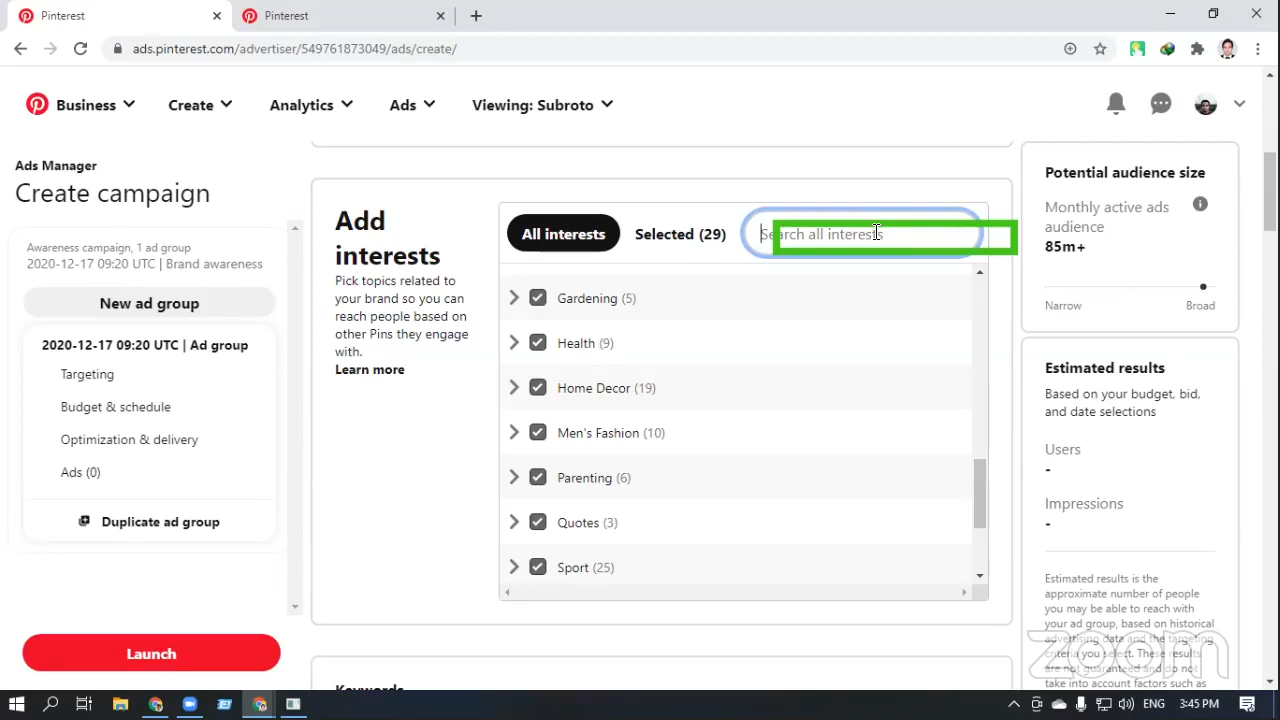 Pinterest
Pinterest
ads.pinterest.com/advertiser/549761873049/ads/create/
Business
Create
Analytics
Ads
Viewing: Subroto
Ads Manager
Create campaign
Awareness campaign, 1 ad group
2020-12-17 09:20 UTC | Brand awareness
New ad group
2020-12-17 09:20 UTC | Ad group
Targeting
Budget & schedule
Optimization & delivery
Ads (0)
Duplicate ad group
Launch
Add
interests
Pick topics related to
your brand so you can
reach people based on
other Pins they engage
with.
Learn more
All interests
Selected (29)
Search all interests
Gardening (5)
Health (9)
Home Decor (19)
Men's Fashion (10)
Parenting (6)
Quotes (3)
Sport (25)
Keywords
Potential audience size
Monthly active ads
audience
85m+
Narrow
Broad
Estimated results
Based on your budget, bid,
and date selections
Users
-
Impressions
-
Estimated results is the
approximate number of people
you may be able to reach with
your ad group, based on historical
advertising data and the targeting
criteria you select. These results
are not guaranteed and do not
take into account factors such as
zoom
ENG
3:45 PM